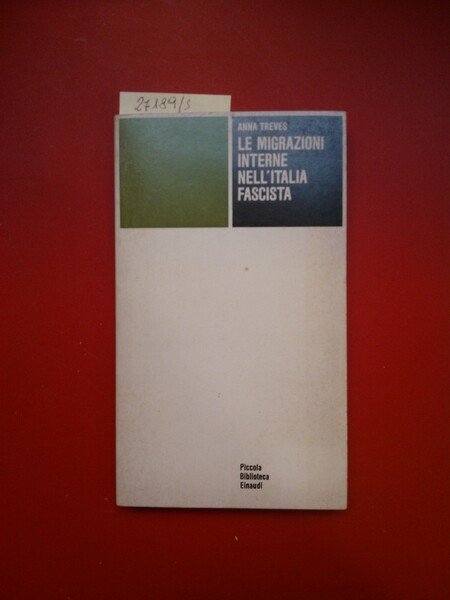 27189/s
ANNA TREVES
LE MIGRAZIONI
INTERNE
NELL'ITALIA
FASCISTA
Piccola
Biblioteca
Einaudi